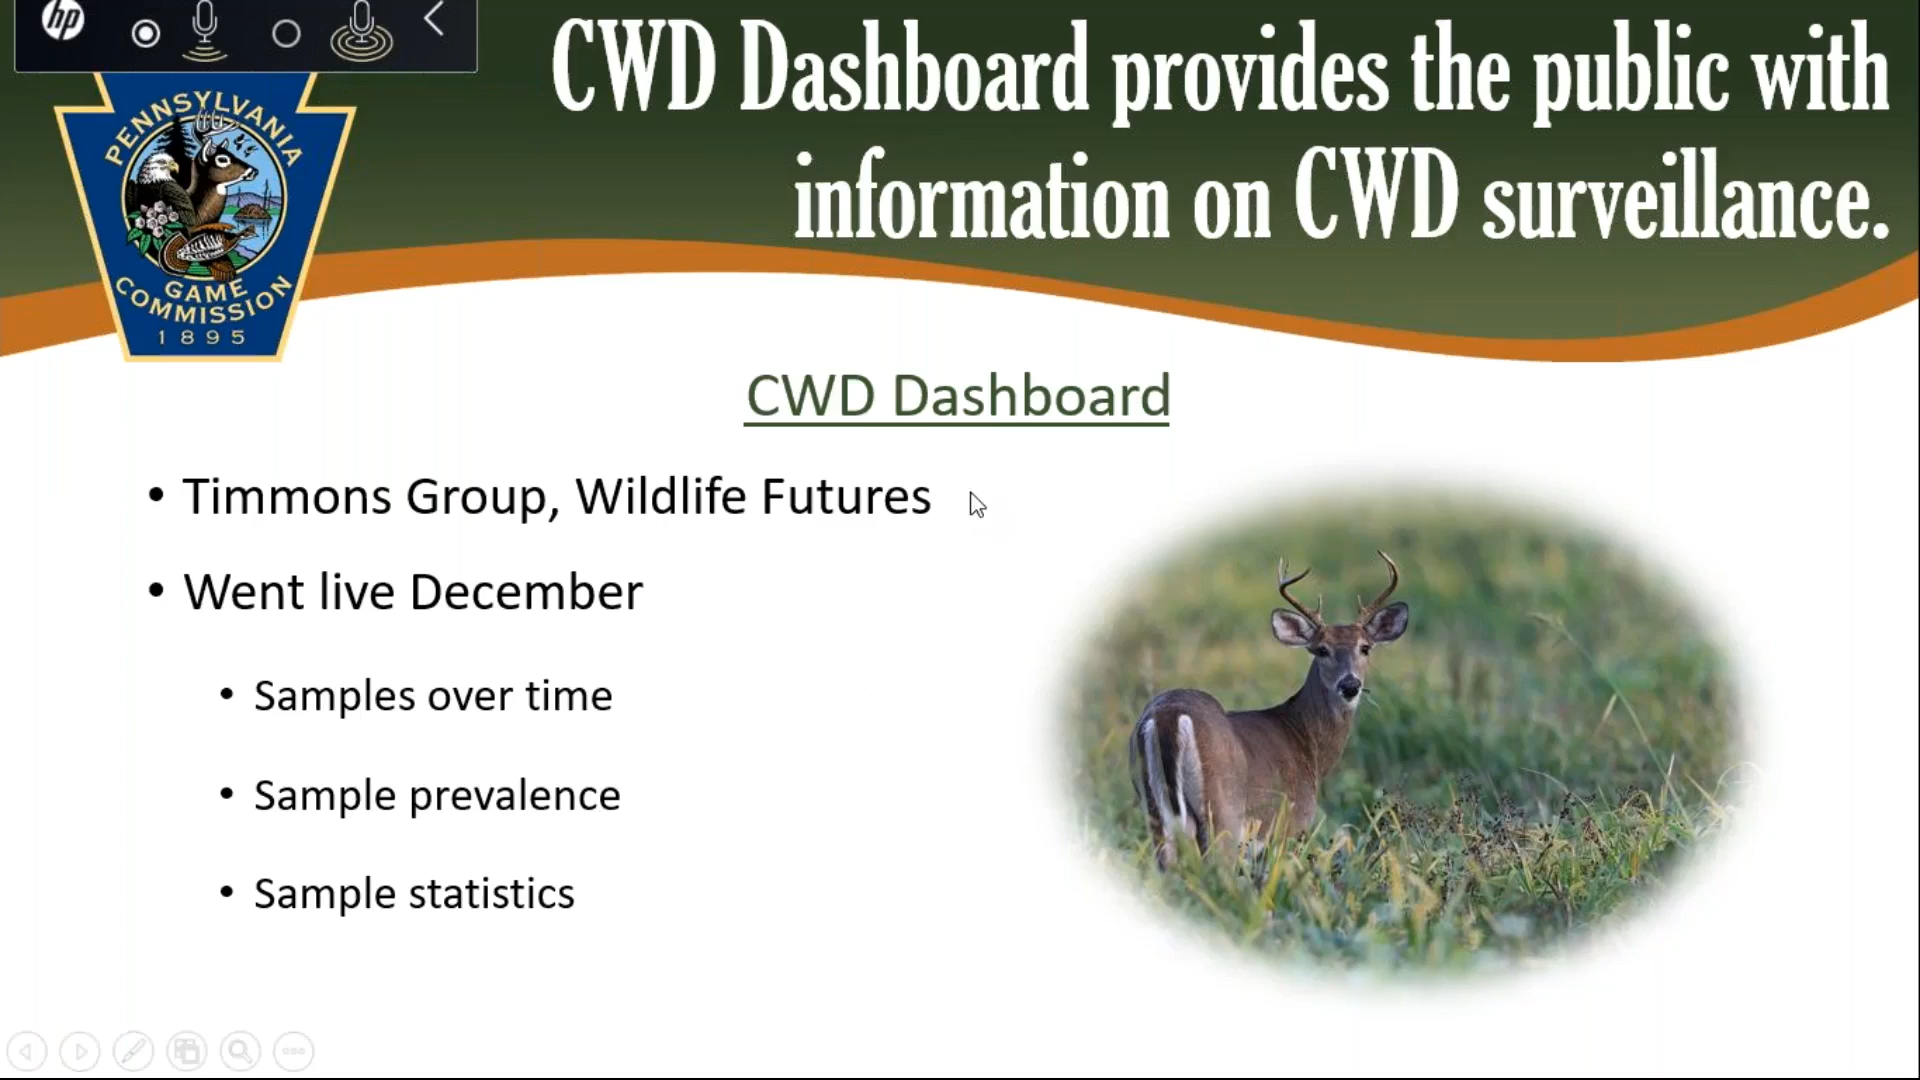 hp
CWD Dashboard provides the public with
information on CWD surveillance.
PENNSYLVANIA
GAME
COMMISSION
1895
CWD Dashboard
• Timmons Group, Wildlife Futures
• Went live December
• Samples over time
• Sample prevalence
• Sample statistics